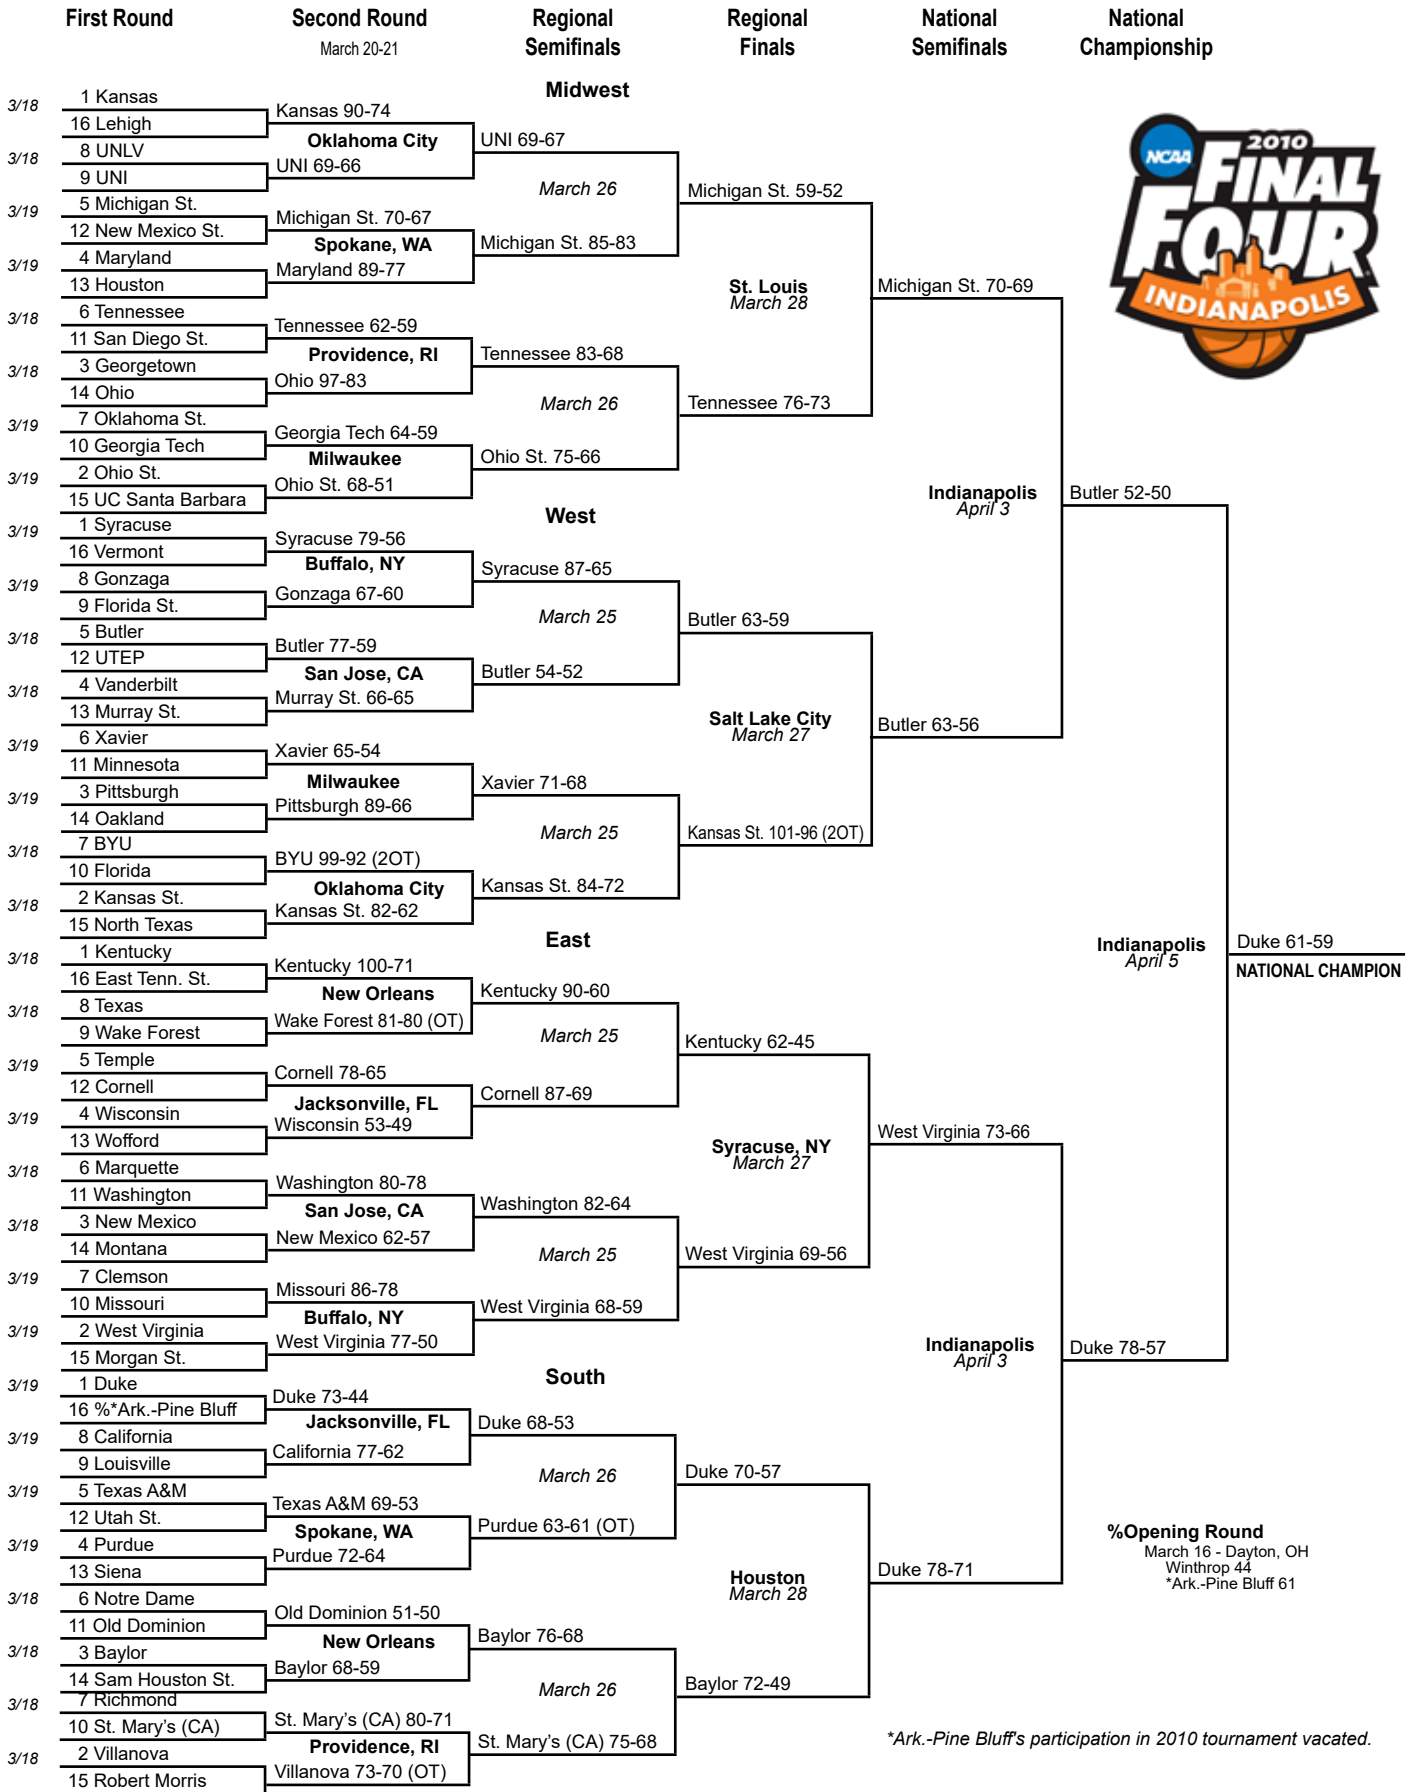 First Round
Second Round
March 20-21
Regional
Semifinals
Regional
Finals
National
Semifinals
National
Championship
NCAA
2010
FINAL
FOUR
INDIANAPOLIS
Midwest
3/18
1 Kansas
16 Lehigh
3/18
8 UNLV
9 UNI
3/19
5 Michigan St.
12 New Mexico St.
3/19
4 Maryland
13 Houston
3/18
6 Tennessee
11 San Diego St.
3/18
3 Georgetown
14 Ohio
3/19
7 Oklahoma St.
10 Georgia Tech
3/19
2 Ohio St.
15 UC Santa Barbara
Kansas 90-74
Oklahoma City
UNI 69-66
Michigan St. 70-67
Spokane, WA
Maryland 89-77
Tennessee 62-59
Providence, RI
Ohio 97-83
Georgia Tech 64-59
Milwaukee
Ohio St. 68-51
UNI 69-67
March 26
Michigan St. 85-83
Tennessee 83-68
March 26
Ohio St. 75-66
Michigan St. 59-52
St. Louis
March 28
Tennessee 76-73
Michigan St. 70-69
West
3/19
1 Syracuse
16 Vermont
3/19
8 Gonzaga
9 Florida St.
3/18
5 Butler
12 UTEP
3/18
4 Vanderbilt
13 Murray St.
3/19
6 Xavier
11 Minnesota
3/19
3 Pittsburgh
14 Oakland
3/18
7 BYU
10 Florida
3/18
2 Kansas St.
15 North Texas
Syracuse 79-56
Buffalo, NY
Gonzaga 67-60
Butler 77-59
San Jose, CA
Murray St. 66-65
Xavier 65-54
Milwaukee
Pittsburgh 89-66
BYU 99-92 (2OT)
Oklahoma City
Kansas St. 82-62
Syracuse 87-65
March 25
Butler 54-52
Xavier 71-68
March 25
Kansas St. 84-72
Butler 63-59
Salt Lake City
March 27
Kansas St. 101-96 (2OT)
Butler 63-56
Indianapolis
April 3
Butler 52-50
East
3/18
1 Kentucky
16 East Tenn. St.
3/18
8 Texas
9 Wake Forest
3/19
5 Temple
12 Cornell
3/19
4 Wisconsin
13 Wofford
3/18
6 Marquette
11 Washington
3/18
3 New Mexico
14 Montana
3/19
7 Clemson
10 Missouri
3/19
2 West Virginia
15 Morgan St.
Kentucky 100-71
New Orleans
Wake Forest 81-80 (OT)
Cornell 78-65
Jacksonville, FL
Wisconsin 53-49
Washington 80-78
San Jose, CA
New Mexico 62-57
Missouri 86-78
Buffalo, NY
West Virginia 77-50
Kentucky 90-60
March 25
Cornell 87-69
Washington 82-64
March 25
West Virginia 68-59
Kentucky 62-45
Syracuse, NY
March 27
West Virginia 69-56
West Virginia 73-66
South
3/19
1 Duke
16 %*Ark.-Pine Bluff
3/19
8 California
9 Louisville
3/19
5 Texas A&M
12 Utah St.
3/19
4 Purdue
13 Siena
3/18
6 Notre Dame
11 Old Dominion
3/18
3 Baylor
14 Sam Houston St.
3/18
7 Richmond
10 St. Mary's (CA)
3/18
2 Villanova
15 Robert Morris
Duke 73-44
Jacksonville, FL
California 77-62
Texas A&M 69-53
Spokane, WA
Purdue 72-64
Old Dominion 51-50
New Orleans
Baylor 68-59
St. Mary's (CA) 80-71
Providence, RI
Villanova 73-70 (OT)
Duke 68-53
March 26
Purdue 63-61 (OT)
Baylor 76-68
March 26
St. Mary's (CA) 75-68
Duke 70-57
Houston
March 28
Baylor 72-49
Duke 78-71
Indianapolis
April 3
Duke 78-57
Indianapolis
April 5
Duke 61-59
NATIONAL CHAMPION
%Opening Round
March 16 - Dayton, OH
Winthrop 44
*Ark.-Pine Bluff 61
*Ark.-Pine Bluff's participation in 2010 tournament vacated.